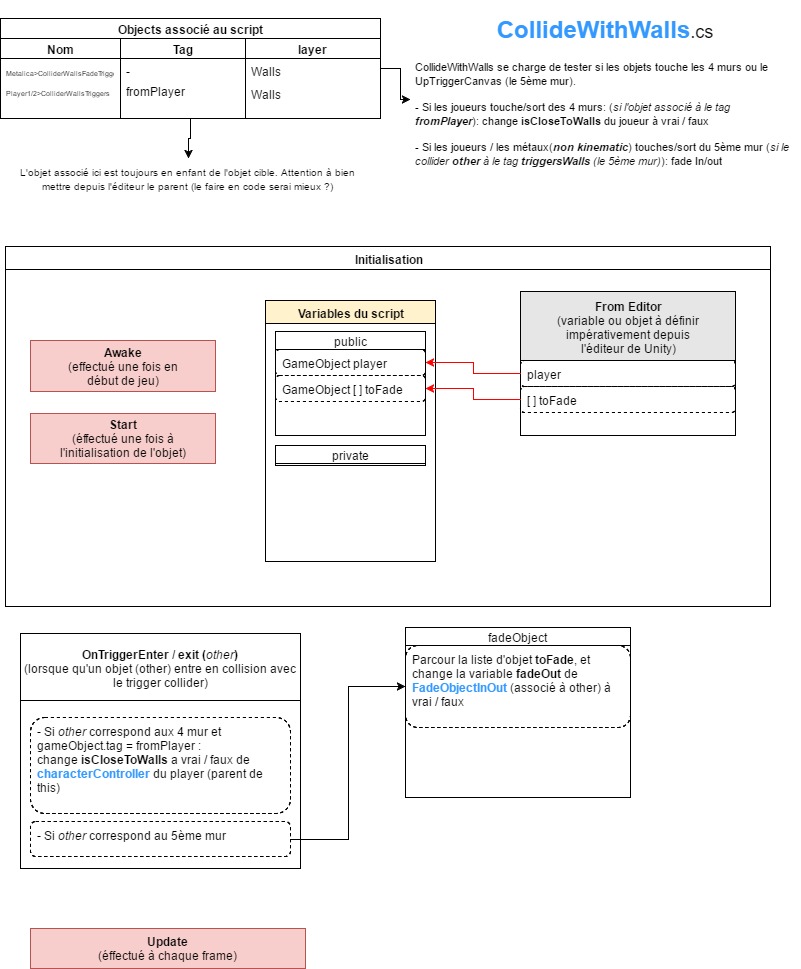 CollideWithWalls.cs
Objects associé au script
Nom Tag layer
Metalica>ColliderWallsFadeTrigge - Walls
Player1/2>ColliderWallsTriggers fromPlayer Walls
CollideWithWalls se charge de tester si les objets touche les 4 murs ou le
UpTriggerCanvas (le 5ème mur).
- Si les joueurs touche/sort des 4 murs: (si l'objet associé à le tag
fromPlayer): change isCloseToWalls du joueur à vrai / faux
- Si les joueurs / les métaux(non kinematic) touches/sort du 5ème mur (si le
collider other à le tag triggersWalls (le 5ème mur)): fade In/out
L'objet associé ici est toujours en enfant de l'objet cible. Attention à bien
mettre depuis l'éditeur le parent (le faire en code serai mieux ?)
Initialisation
Awake
(effectué une fois en
début de jeu)
Start
(éffectué une fois à
l'initialisation de l'objet)
Variables du script
public
GameObject player
GameObject [ ] toFade
private
From Editor
(variable ou objet à définir
impérativement depuis
l'éditeur de Unity)
player
[ ] toFade
OnTriggerEnter / exit (other)
(lorsque qu'un objet (other) entre en collision avec
le trigger collider)
- Si other correspond aux 4 mur et
gameObject.tag = fromPlayer :
change isCloseToWalls a vrai / faux de
characterController du player (parent de
this)
- Si other correspond au 5ème mur
fadeObject
Parcour la liste d'objet toFade, et
change la variable fadeOut de
FadeObjectInOut (associé à other) à
vrai / faux
Update
(éffectué à chaque frame)